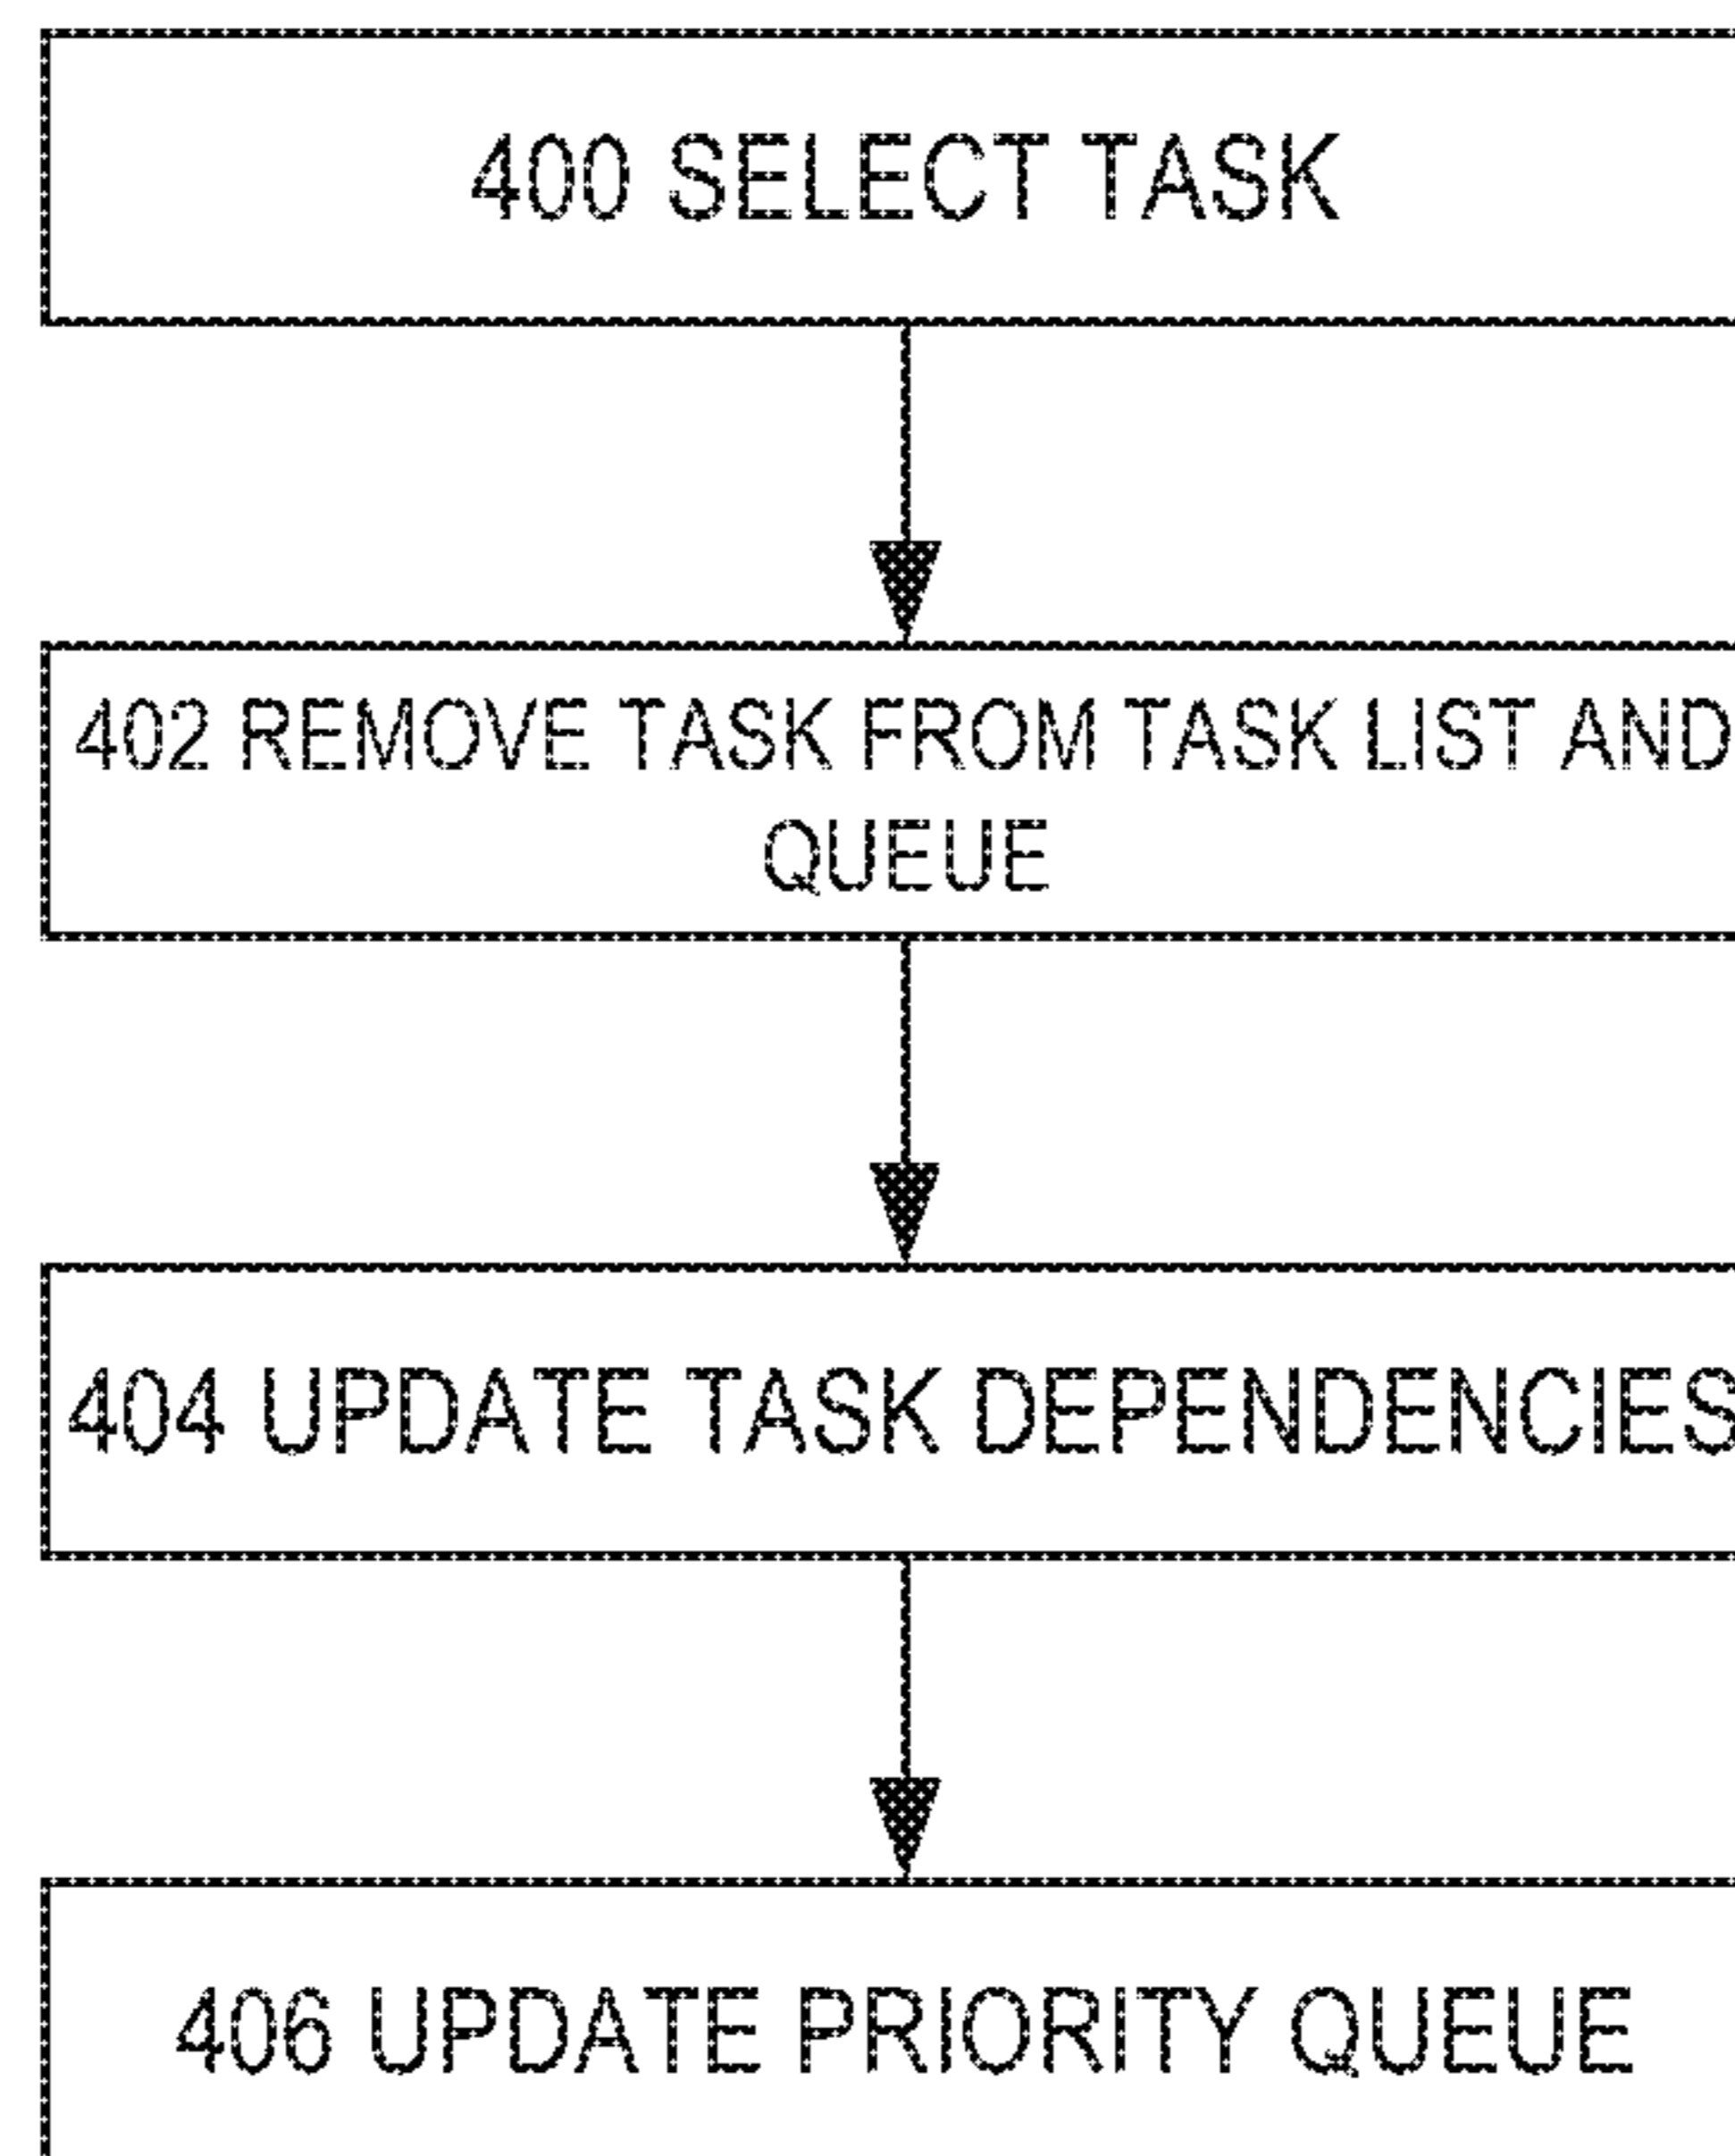 400 SELECT TASK
402 REMOVE TASK FROM TASK LIST AND
QUEUE
404 UPDATE TASK DEPENDENCIES
406 UPDATE PRIORITY QUEUE